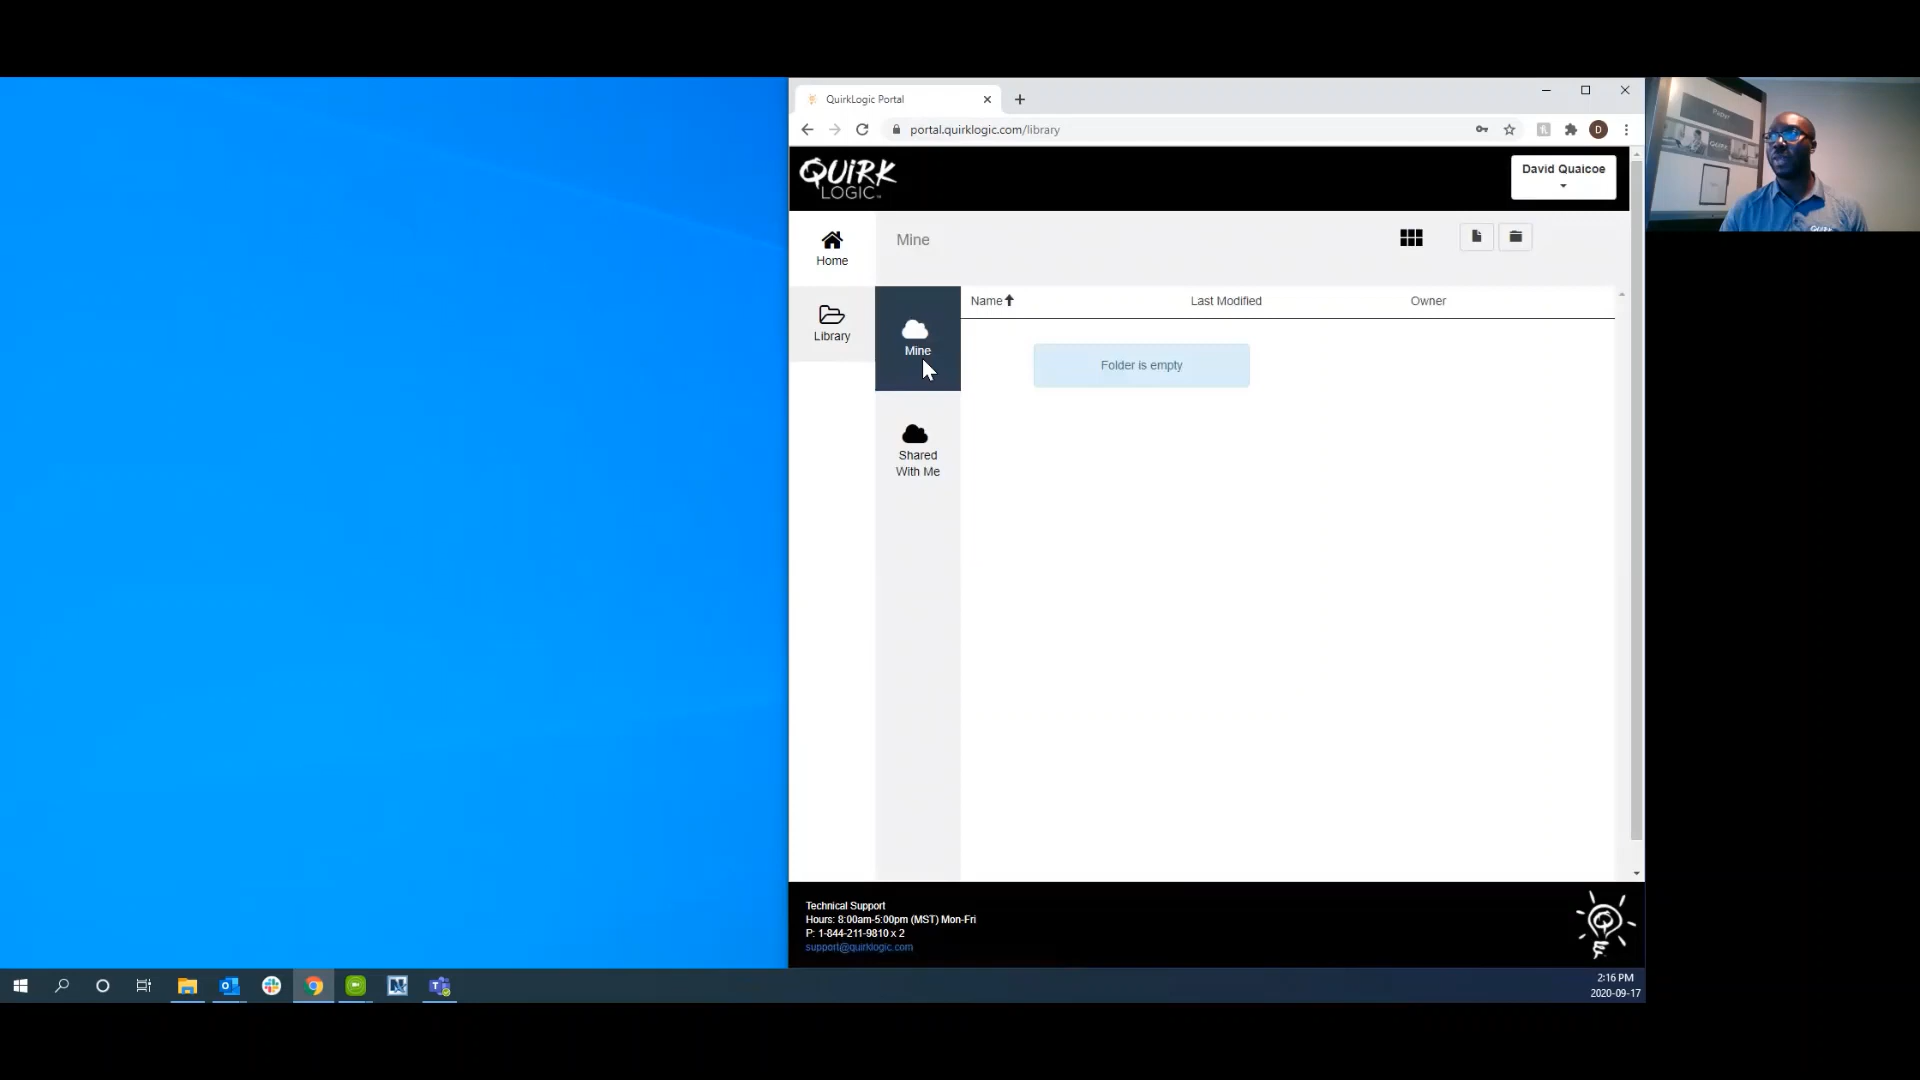 QuirkLogic Portal
portal.quirklogic.com/library
D
QUIRK
LOGIC
David Quaicoe
Home
Mine
Library
Mine
Shared
With Me
Name
Last Modified
Owner
Folder is empty
Technical Support
Hours: 8:00am-5:00pm (MST) Mon-Fri
P: 1-844-211-9810 x 2
support@quirklogic.com
2:16 PM
2020-09-17
Paper
QUIRK